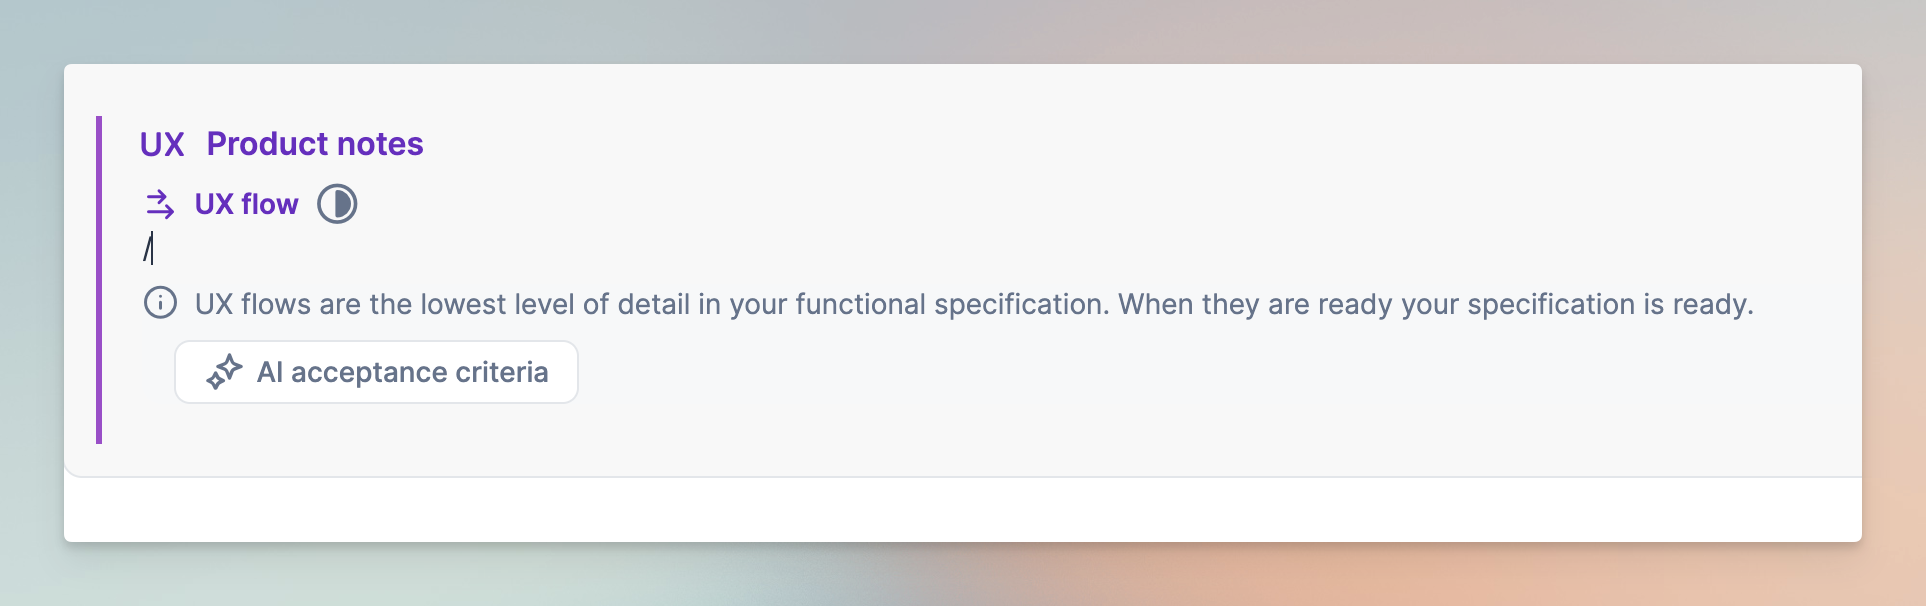 UX Product notes
UX flow
/
UX flows are the lowest level of detail in your functional specification. When they are ready your specification is ready.
AI acceptance criteria